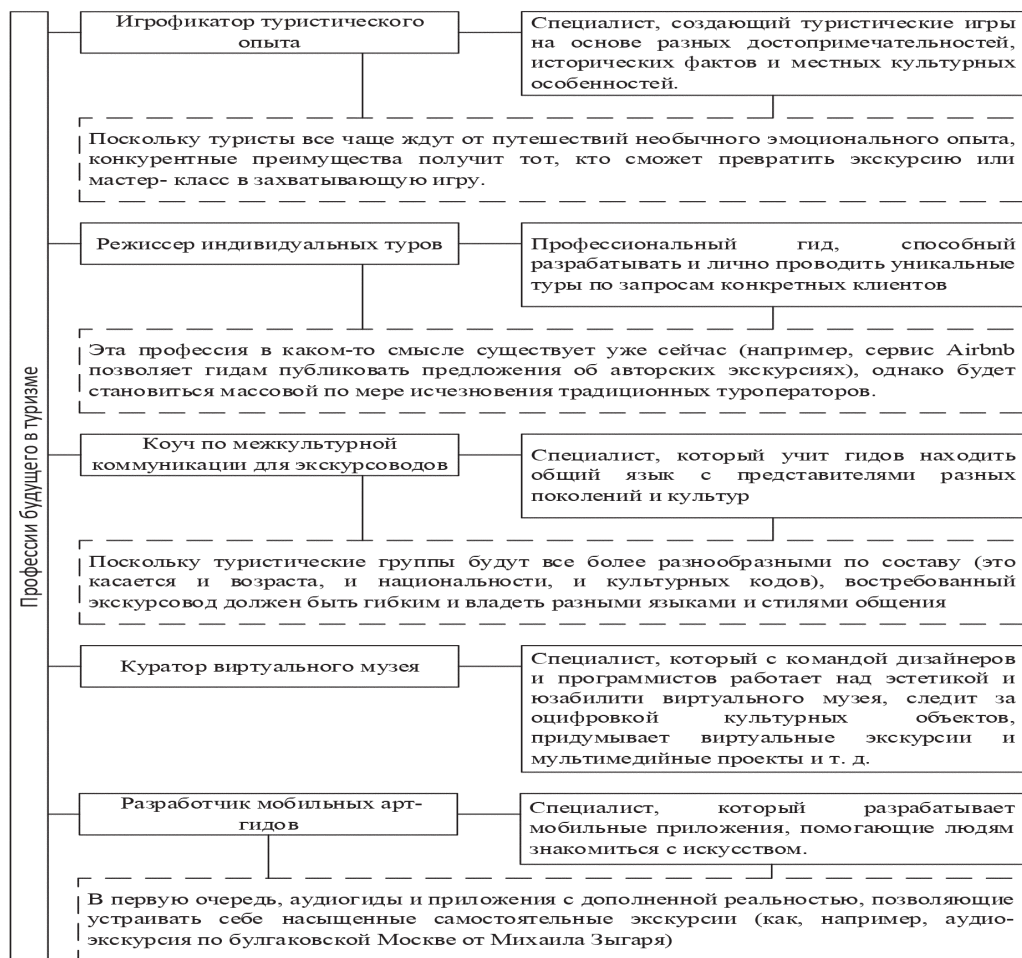 Профессии будущего в туризме
Игрофикатор туристического
опыта
Специалист, создающий туристические игры
на основе разных достопримечательностей,
исторических фактов и местных культурных
особенностей.
Поскольку туристы все чаще ждут от путешествий необычного эмоционального опыта,
конкурентные преимущества получит тот, кто сможет превратить экскурсию или
мастер- класс в захватывающую игру.
Режиссер индивидуальных туров
Профессиональный гид, способный
разрабатывать и лично проводить уникальные
туры по запросам конкретных клиентов
Эта профессия в каком-то смысле существует уже сейчас (например, сервис Airbnb
позволяет гидам публиковать предложения об авторских экскурсиях), однако будет
становиться массовой по мере исчезновения традиционных туроператоров.
Коуч по межкультурной
коммуникации для экскурсоводов
Специалист, который учит гидов находить
общий язык с представителями разных
поколений и культур
Поскольку туристические группы будут все более разнообразными по составу (это
касается и возраста, и национальности, и культурных кодов), востребованный
экскурсовод должен быть гибким и владеть разными языками и стилями общения
Куратор виртуального музея
Специалист, который с командой дизайнеров
и программистов работает над эстетикой и
юзабилити виртуального музея, следит за
оцифровкой культурных объектов,
придумывает виртуальные экскурсии и
мультимедийные проекты и т. д.
Разработчик мобильных арт-
гидов
Специалист, который разрабатывает
мобильные приложения, помогающие людям
знакомиться с искусством.
В первую очередь, аудиогиды и приложения с дополненной реальностью, позволяющие
устраивать себе насыщенные самостоятельные экскурсии (как, например, аудио-
экскурсия по булгаковской Москве от Михаила Зыгаря)